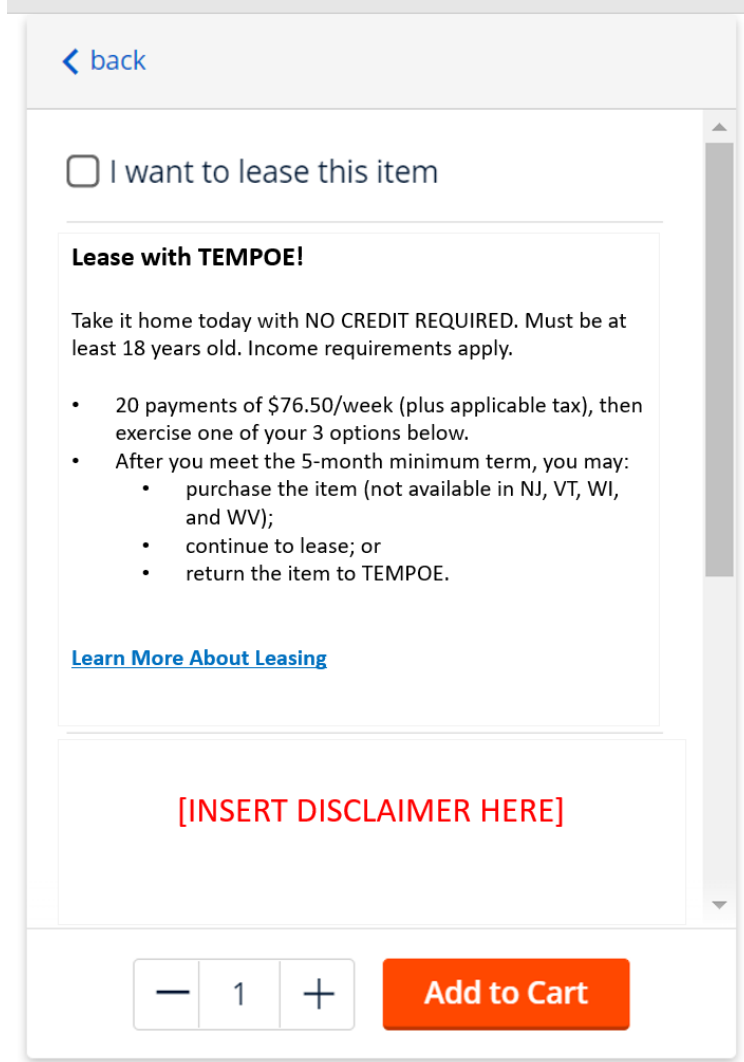 back
I want to lease this item
Lease with TEMPOE!
Take it home today with NO CREDIT REQUIRED. Must be at
least 18 years old. Income requirements apply.
• 20 payments of $76.50/week (plus applicable tax), then
exercise one of your 3 options below.
• After you meet the 5-month minimum term, you may:
• purchase the item (not available in NJ, VT, WI,
and WV);
• continue to lease; or
• return the item to TEMPOE.
Learn More About Leasing
[INSERT DISCLAIMER HERE]
1
Add to Cart